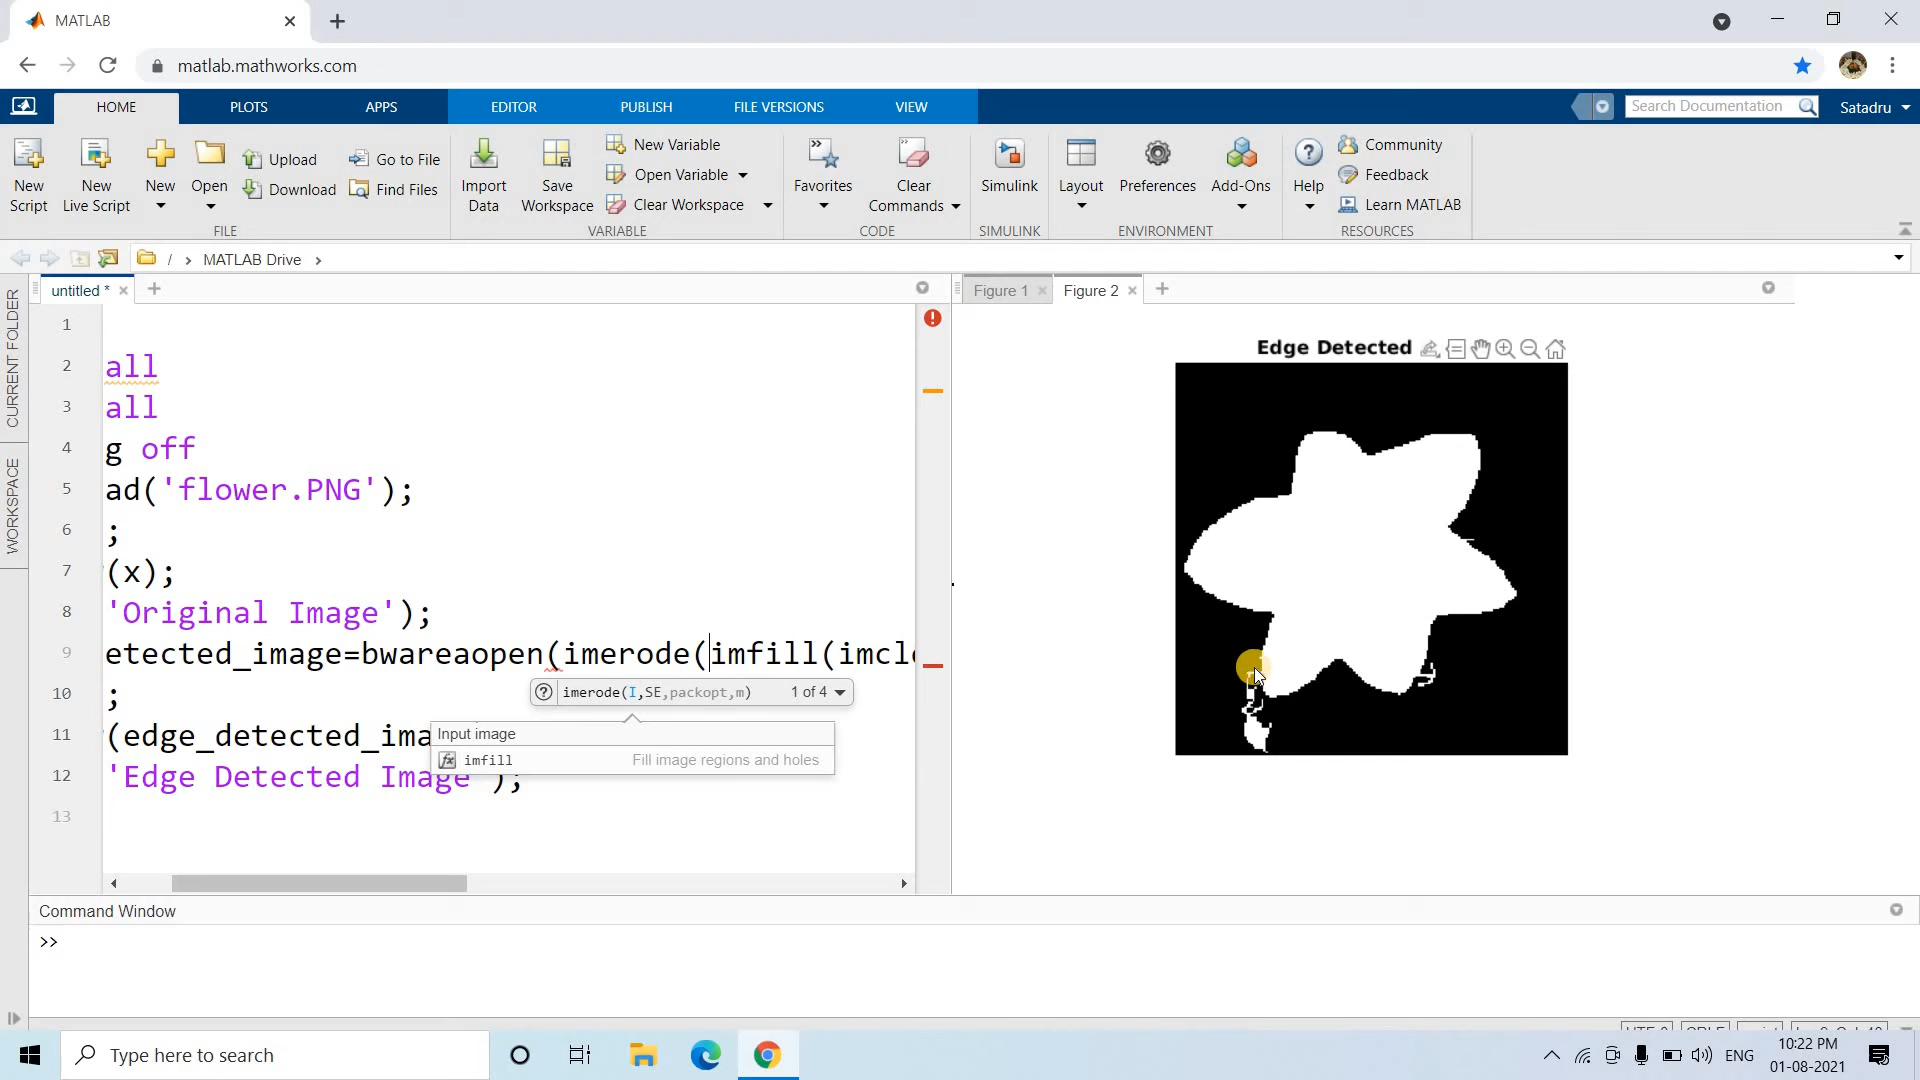 MATLAB
matlab.mathworks.com
HOME PLOTS APPS EDITOR PUBLISH FILE VERSIONS VIEW Search Documentation Satadru
New Script
New Live Script
New
Open
Upload
Download
Go to File
Find Files
FILE
Import Data
Save Workspace
New Variable
Open Variable
Clear Workspace
VARIABLE
Favorites
Clear Commands
CODE
Simulink
SIMULINK
Layout
Preferences
Add-Ons
ENVIRONMENT
Help
Community
Feedback
Learn MATLAB
RESOURCES
/ › MATLAB Drive ›
CURRENT FOLDER
WORKSPACE
untitled *
Figure 1
Figure 2
1
2 all
3 all
4 g off
5 ad('flower.PNG');
6 ;
7 (x);
8 'Original Image');
9 etected_image=bwareaopen(imerode(imfill(imclo
10 ;
imerode(I,SE,packopt,m) 1 of 4
11 (edge_detected_ima
Input image
imfill Fill image regions and holes
12 'Edge Detected Image');
13
Edge Detected
Command Window
>>
Type here to search
ENG
10:22 PM
01-08-2021